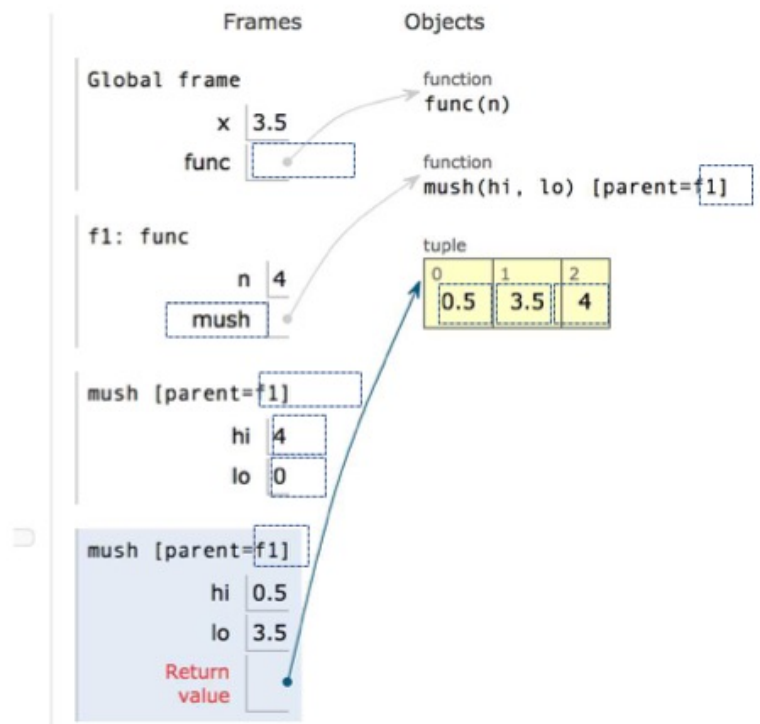 Frames
Objects
Global frame
x 3.5
func
f1: func
n 4
mush
mush [parent=f1]
hi 4
lo 0
mush [parent=f1]
hi 0.5
lo 3.5
Return
value
function
func(n)
function
mush(hi, lo) [parent=f1]
tuple
0 1 2
0.5 3.5 4